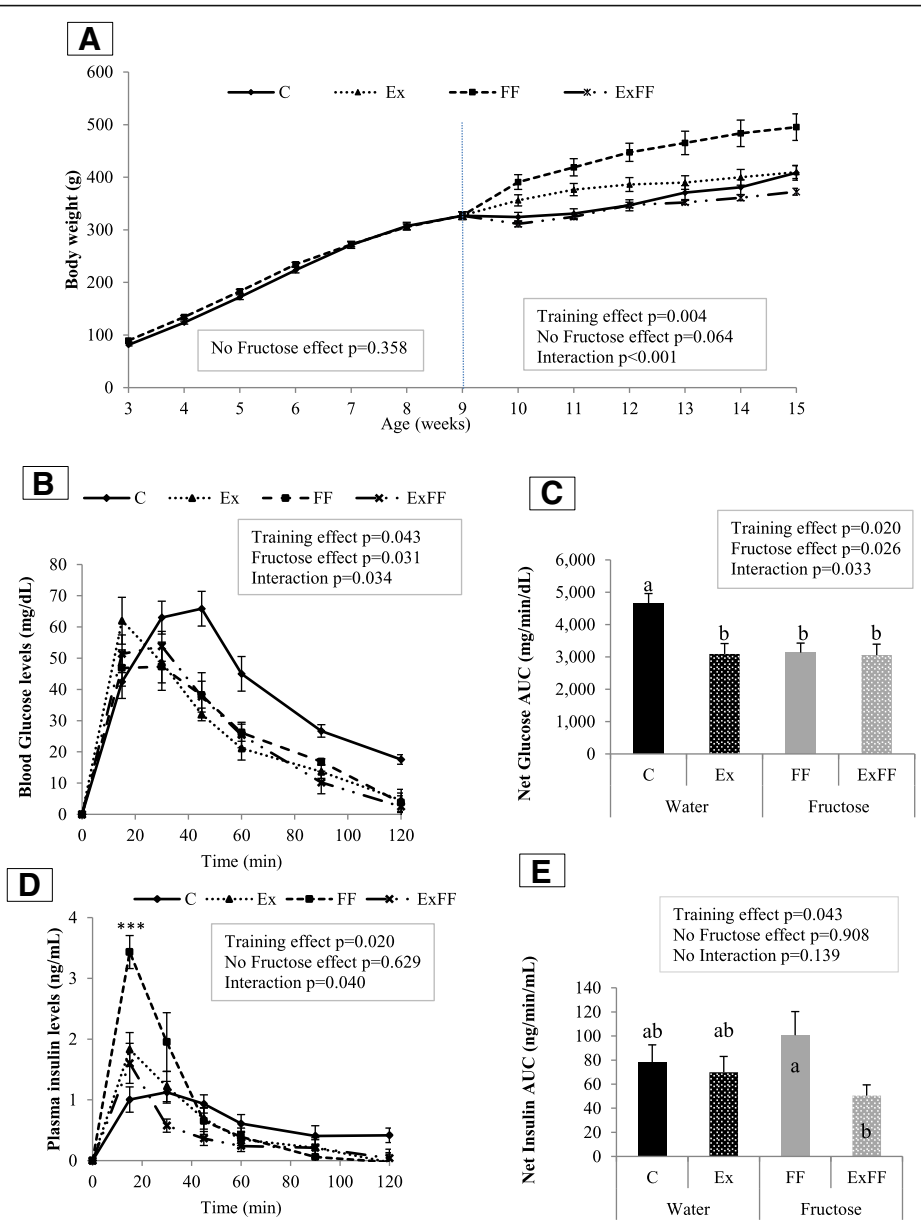 A
C Ex FF ExFF
600
500
400
300
200
100
0
Body weight (g)
No Fructose effect p=0.358
Training effect p=0.004
No Fructose effect p=0.064
Interaction p<0.001
3 4 5 6 7 8 9 10 11 12 13 14 15
Age (weeks)
B
C Ex FF ExFF
Training effect p=0.043
Fructose effect p=0.031
Interaction p=0.034
80
70
60
50
40
30
20
10
0
Blood Glucose levels (mg/dL)
0 20 40 60 80 100 120
Time (min)
C
Training effect p=0.020
Fructose effect p=0.026
Interaction p=0.033
6,000
5,000
4,000
3,000
2,000
1,000
0
Net Glucose AUC (mg/min/dL)
a
b b b
C Ex FF ExFF
Water Fructose
D
C Ex FF ExFF
***
Training effect p=0.020
No Fructose effect p=0.629
Interaction p=0.040
4
3
2
1
0
Plasma insulin levels (ng/mL)
0 20 40 60 80 100 120
Time (min)
E
Training effect p=0.043
No Fructose effect p=0.908
No Interaction p=0.139
140
120
100
80
60
40
20
0
Net Insulin AUC (ng/min/mL)
ab ab
a
b
C Ex FF ExFF
Water Fructose